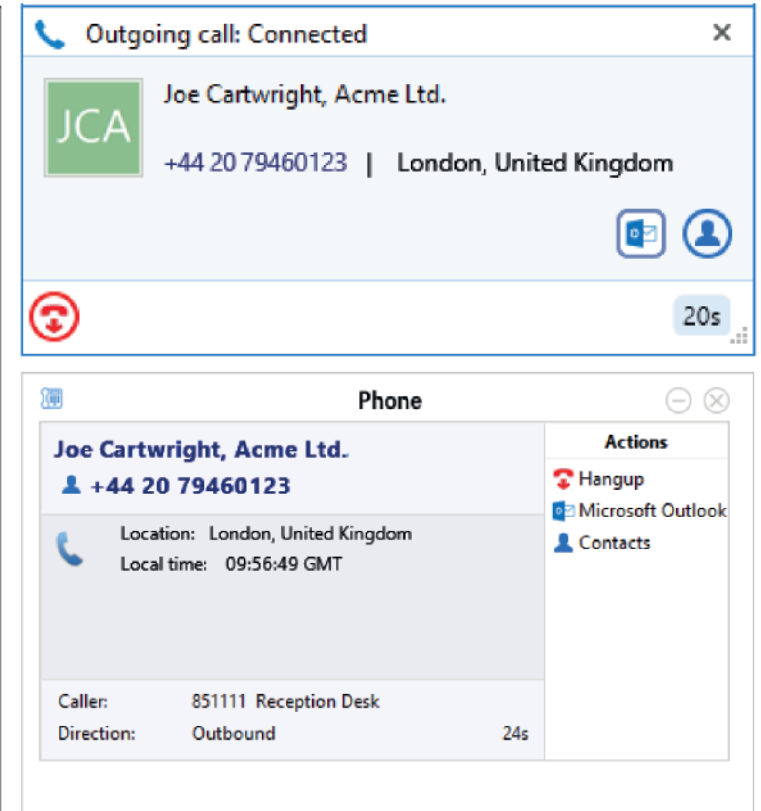 Outgoing call: Connected
JCA
Joe Cartwright, Acme Ltd.
+44 20 79460123 | London, United Kingdom
20s
Phone
Joe Cartwright, Acme Ltd.
+44 20 79460123
Location: London, United Kingdom
Local time: 09:56:49 GMT
Caller: 851111 Reception Desk
Direction: Outbound 24s
Actions
Hangup
Microsoft Outlook
Contacts